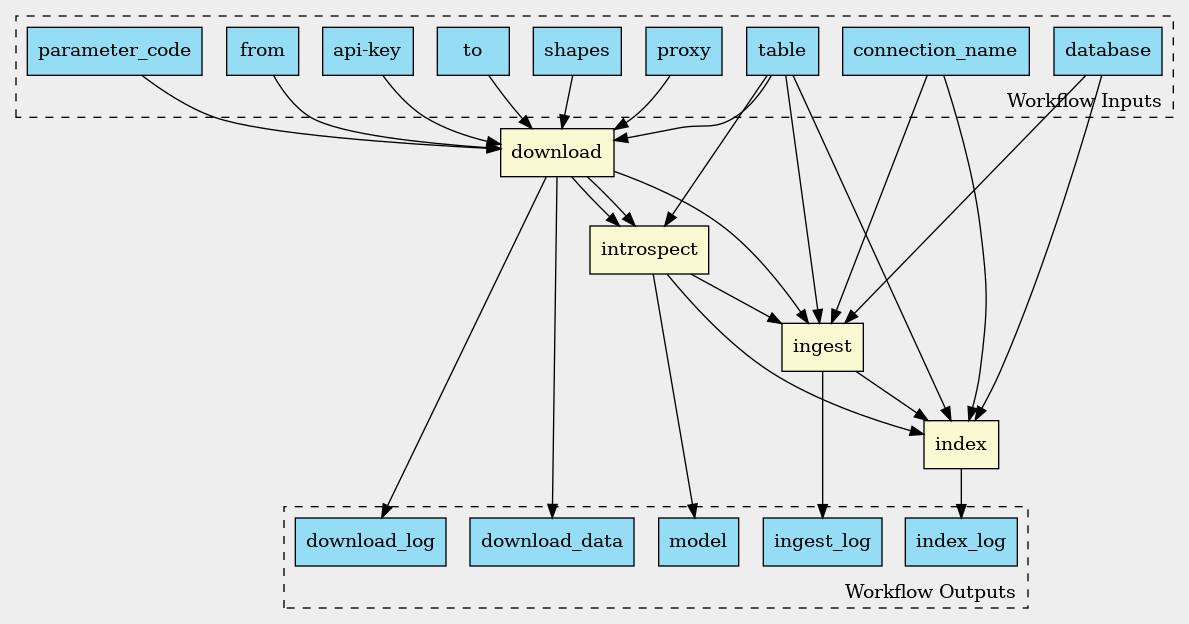 parameter_code
from
api-key
to
shapes
proxy
table
connection_name
database
Workflow Inputs
download
introspect
ingest
index
download_log
download_data
model
ingest_log
index_log
Workflow Outputs